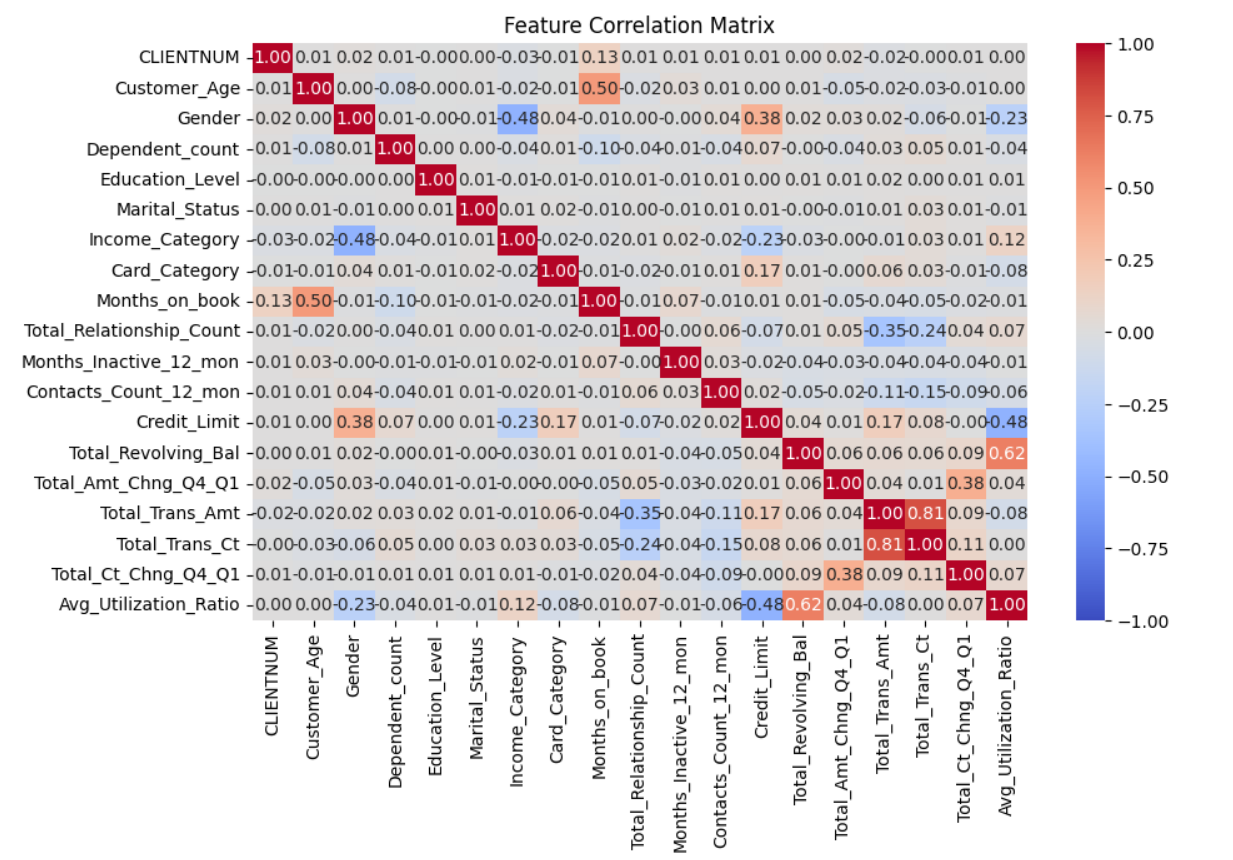 Feature Correlation Matrix
CLIENTNUM 1.00 0.01 0.02 0.01 -0.00 0.00 -0.03 -0.01 0.13 0.01 0.01 0.01 0.01 0.00 0.02 -0.02 -0.00 0.01 0.00
Customer_Age 0.01 1.00 0.00 -0.08 -0.00 0.01 -0.02 -0.01 0.50 -0.02 0.03 0.01 0.00 0.01 -0.05 -0.02 -0.03 -0.01 0.00
Gender 0.02 0.00 1.00 0.01 -0.00 -0.01 -0.48 0.04 -0.01 0.00 -0.00 0.04 0.38 0.02 0.03 0.02 -0.06 -0.01 -0.23
Dependent_count 0.01 -0.08 0.01 1.00 0.00 0.00 -0.04 0.01 -0.10 -0.04 -0.01 -0.04 0.07 -0.00 -0.04 0.03 0.05 0.01 -0.04
Education_Level -0.00 -0.00 -0.00 0.00 1.00 0.01 -0.01 -0.01 -0.01 0.01 -0.01 0.01 0.00 0.01 0.01 0.02 0.00 0.01 0.01
Marital_Status 0.00 0.01 -0.01 0.00 0.01 1.00 0.01 0.02 -0.01 0.00 -0.01 0.01 0.01 -0.00 -0.01 0.01 0.03 0.01 -0.01
Income_Category -0.03 -0.02 -0.48 -0.04 -0.01 0.01 1.00 -0.02 -0.02 0.01 0.02 -0.02 -0.23 -0.03 -0.00 -0.01 0.03 0.01 0.12
Card_Category -0.01 -0.01 0.04 0.01 -0.01 0.02 -0.02 1.00 -0.01 -0.02 -0.01 0.01 0.17 0.01 -0.00 0.06 0.03 -0.01 -0.08
Months_on_book 0.13 0.50 -0.01 -0.10 -0.01 -0.01 -0.02 -0.01 1.00 -0.01 0.07 -0.01 0.01 0.01 -0.05 -0.04 -0.05 -0.02 -0.01
Total_Relationship_Count 0.01 -0.02 0.00 -0.04 0.01 0.00 0.01 -0.02 -0.01 1.00 -0.00 0.06 -0.07 0.01 0.05 -0.35 -0.24 0.04 0.07
Months_Inactive_12_mon 0.01 0.03 -0.00 -0.01 -0.01 -0.01 0.02 -0.01 0.07 -0.00 1.00 0.03 -0.02 -0.04 -0.03 -0.04 -0.04 -0.04 -0.01
Contacts_Count_12_mon 0.01 0.01 0.04 -0.04 0.01 0.01 -0.02 0.01 -0.01 0.06 0.03 1.00 0.02 -0.05 -0.02 -0.11 -0.15 -0.09 -0.06
Credit_Limit 0.01 0.00 0.38 0.07 0.00 0.01 -0.23 0.17 0.01 -0.07 -0.02 0.02 1.00 0.04 0.01 0.17 0.08 -0.00 -0.48
Total_Revolving_Bal 0.00 0.01 0.02 -0.00 0.01 -0.00 -0.03 0.01 0.01 0.01 -0.04 -0.05 0.04 1.00 0.06 0.06 0.06 0.09 0.62
Total_Amt_Chng_Q4_Q1 0.02 -0.05 0.03 -0.04 0.01 -0.01 -0.00 -0.00 -0.05 0.05 -0.03 -0.02 0.01 0.06 1.00 0.04 0.01 0.38 0.04
Total_Trans_Amt -0.02 -0.02 0.02 0.03 0.02 0.01 -0.01 0.06 -0.04 -0.35 -0.04 -0.11 0.17 0.06 0.04 1.00 0.81 0.09 -0.08
Total_Trans_Ct -0.00 -0.03 -0.06 0.05 0.00 0.03 0.03 0.03 -0.05 -0.24 -0.04 -0.15 0.08 0.06 0.01 0.81 1.00 0.11 0.00
Total_Ct_Chng_Q4_Q1 0.01 -0.01 -0.01 0.01 0.01 0.01 0.01 -0.01 -0.02 0.04 -0.04 -0.09 -0.00 0.09 0.38 0.09 0.11 1.00 0.07
Avg_Utilization_Ratio 0.00 0.00 -0.23 -0.04 0.01 -0.01 0.12 -0.08 -0.01 0.07 -0.01 -0.06 -0.48 0.62 0.04 -0.08 0.00 0.07 1.00
CLIENTNUM
Customer_Age
Gender
Dependent_count
Education_Level
Marital_Status
Income_Category
Card_Category
Months_on_book
Total_Relationship_Count
Months_Inactive_12_mon
Contacts_Count_12_mon
Credit_Limit
Total_Revolving_Bal
Total_Amt_Chng_Q4_Q1
Total_Trans_Amt
Total_Trans_Ct
Total_Ct_Chng_Q4_Q1
Avg_Utilization_Ratio
1.00
0.75
0.50
0.25
0.00
−0.25
−0.50
−0.75
−1.00